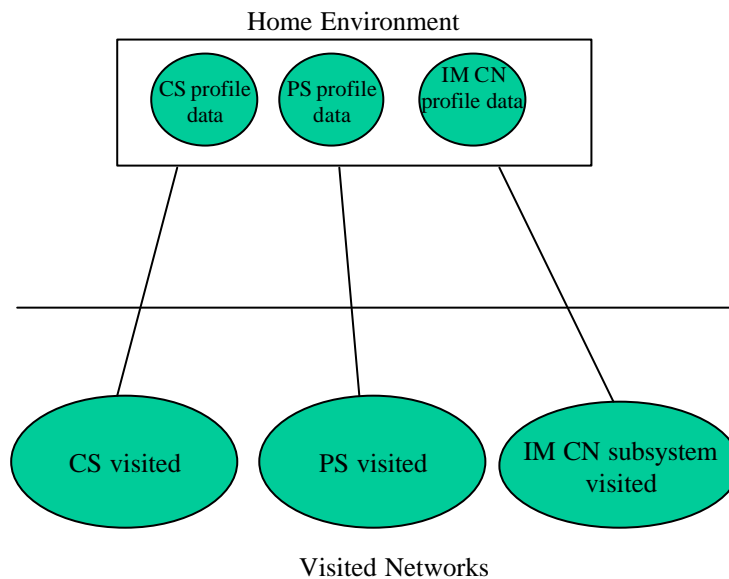 Home Environment
CS profile
data
PS profile
data
IM CN
profile data
CS visited
PS visited
IM CN subsystem
visited
Visited Networks